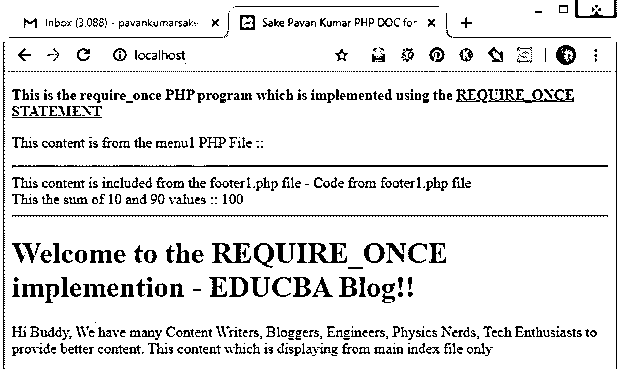 Inbox (3,088) - pavankumarsake
Sake Pavan Kumar PHP DOC for
localhost
This is the require_once PHP program which is implemented using the REQUIRE_ONCE
STATEMENT
This content is from the menu1 PHP File ::
This content is included from the footer1.php file - Code from footer1.php file
This the sum of 10 and 90 values :: 100
Welcome to the REQUIRE_ONCE
implemention - EDUCBA Blog!!
Hi Buddy, We have many Content Writers, Bloggers, Engineers, Physics Nerds, Tech Enthusiasts to
provide better content. This content which is displaying from main index file only